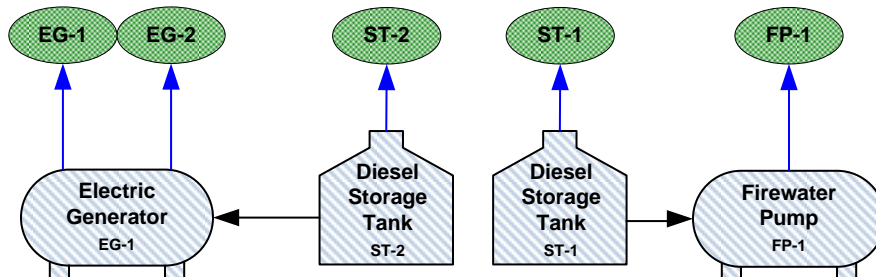 EG-1
EG-2
ST-2
ST-1
FP-1
Electric
Generator
EG-1
Diesel
Storage
Tank
ST-2
Diesel
Storage
Tank
ST-1
Firewater
Pump
FP-1